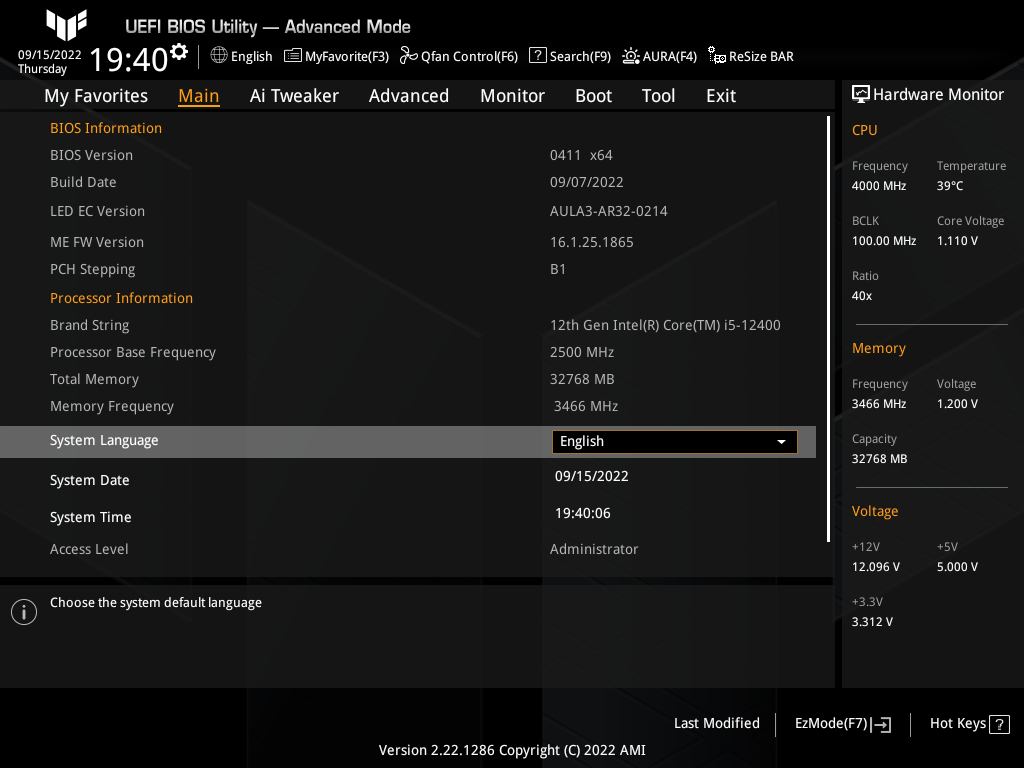 UEFI BIOS Utility — Advanced Mode
09/15/2022
Thursday
19:40
English
MyFavorite(F3)
Qfan Control(F6)
? Search(F9)
AURA(F4)
ReSize BAR
My Favorites Main Ai Tweaker Advanced Monitor Boot Tool Exit
BIOS Information
BIOS Version 0411 x64
Build Date 09/07/2022
LED EC Version AULA3-AR32-0214
ME FW Version 16.1.25.1865
PCH Stepping B1
Processor Information
Brand String 12th Gen Intel(R) Core(TM) i5-12400
Processor Base Frequency 2500 MHz
Total Memory 32768 MB
Memory Frequency 3466 MHz
System Language English
System Date 09/15/2022
System Time 19:40:06
Access Level Administrator
i Choose the system default language
Hardware Monitor
CPU
Frequency Temperature
4000 MHz 39°C
BCLK Core Voltage
100.00 MHz 1.110 V
Ratio
40x
Memory
Frequency Voltage
3466 MHz 1.200 V
Capacity
32768 MB
Voltage
+12V +5V
12.096 V 5.000 V
+3.3V
3.312 V
Last Modified EzMode(F7) Hot Keys ?
Version 2.22.1286 Copyright (C) 2022 AMI